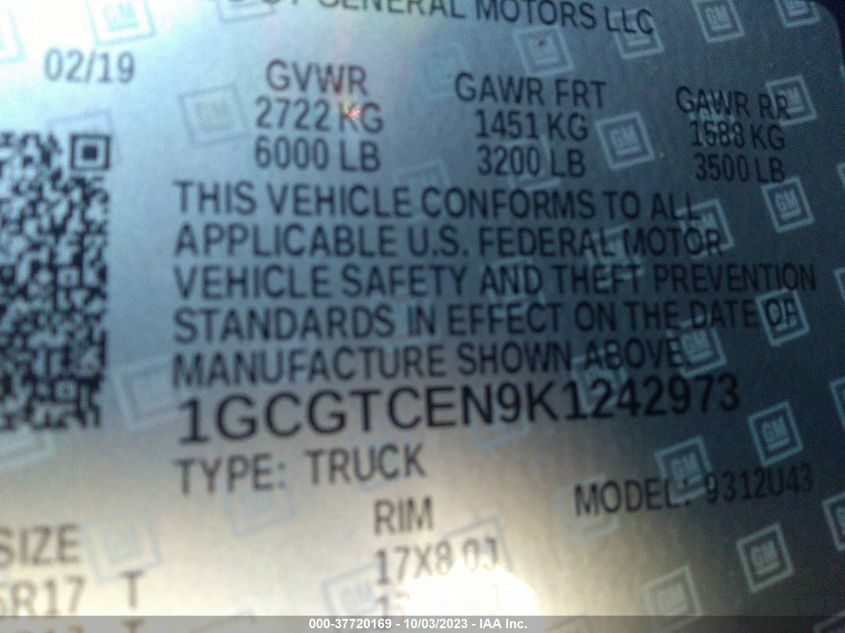 GENERAL MOTORS LLC
02/19
GVWR GAWR FRT GAWR RR
2722 KG 1451 KG 1588 KG
6000 LB 3200 LB 3500 LB
THIS VEHICLE CONFORMS TO ALL
APPLICABLE U.S. FEDERAL MOTOR
VEHICLE SAFETY AND THEFT PREVENTION
STANDARDS IN EFFECT ON THE DATE OF
MANUFACTURE SHOWN ABOVE
1GCGTCEN9K1242973
TYPE: TRUCK MODEL: 9312U43
SIZE RIM
5R17 T 17X8.0J
000-37720169 - 10/03/2023 - IAA Inc.